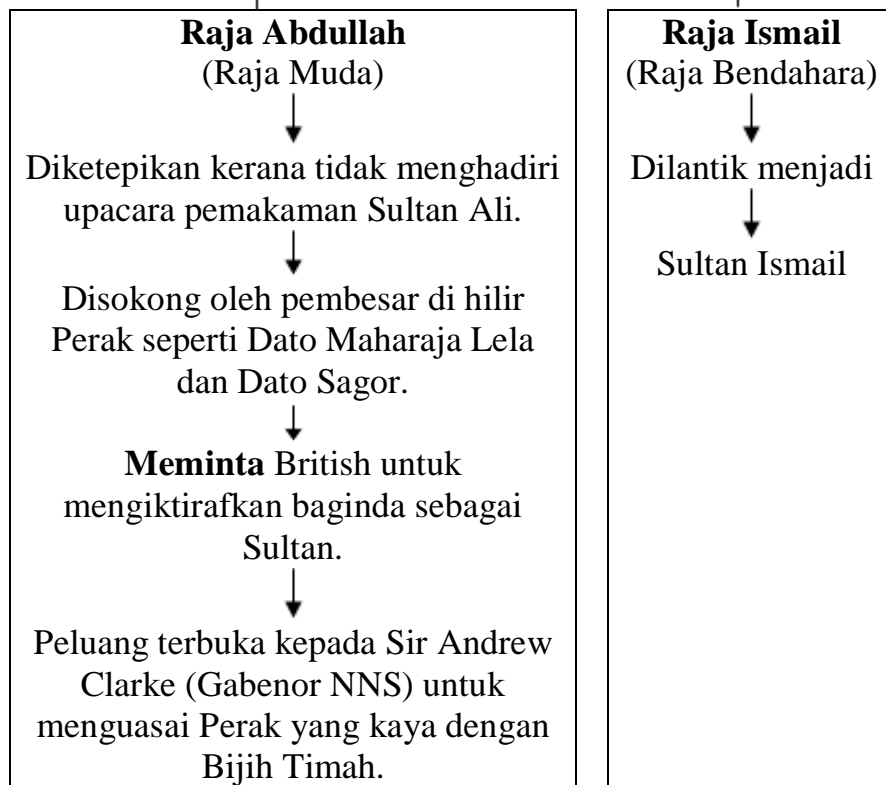 Raja Abdullah
(Raja Muda)
Diketepikan kerana tidak menghadiri
upacara pemakaman Sultan Ali.
Disokong oleh pembesar di hilir
Perak seperti Dato Maharaja Lela
dan Dato Sagor.
Meminta British untuk
mengiktirafkan baginda sebagai
Sultan.
Peluang terbuka kepada Sir Andrew
Clarke (Gabenor NNS) untuk
menguasai Perak yang kaya dengan
Bijih Timah.
Raja Ismail
(Raja Bendahara)
Dilantik menjadi
Sultan Ismail